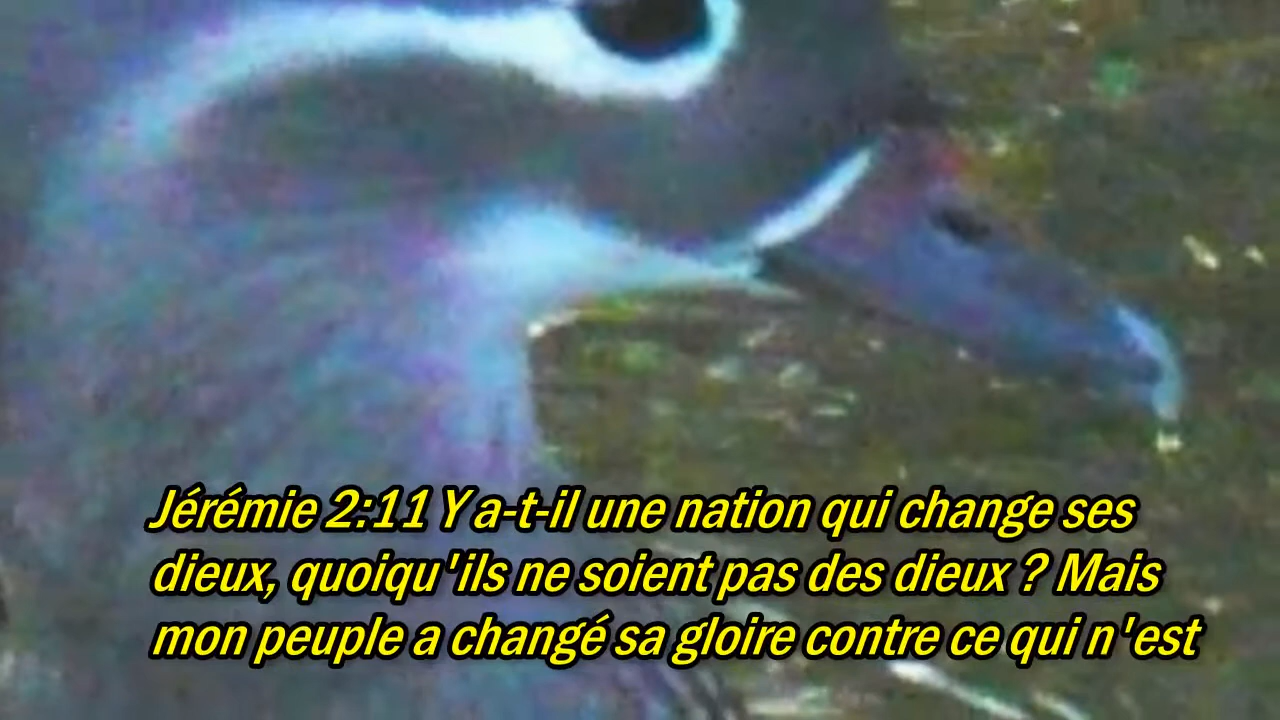 Jérémie 2:11 Y a-t-il une nation qui change ses
dieux, quoiqu'ils ne soient pas des dieux ? Mais
mon peuple a changé sa gloire contre ce qui n'est